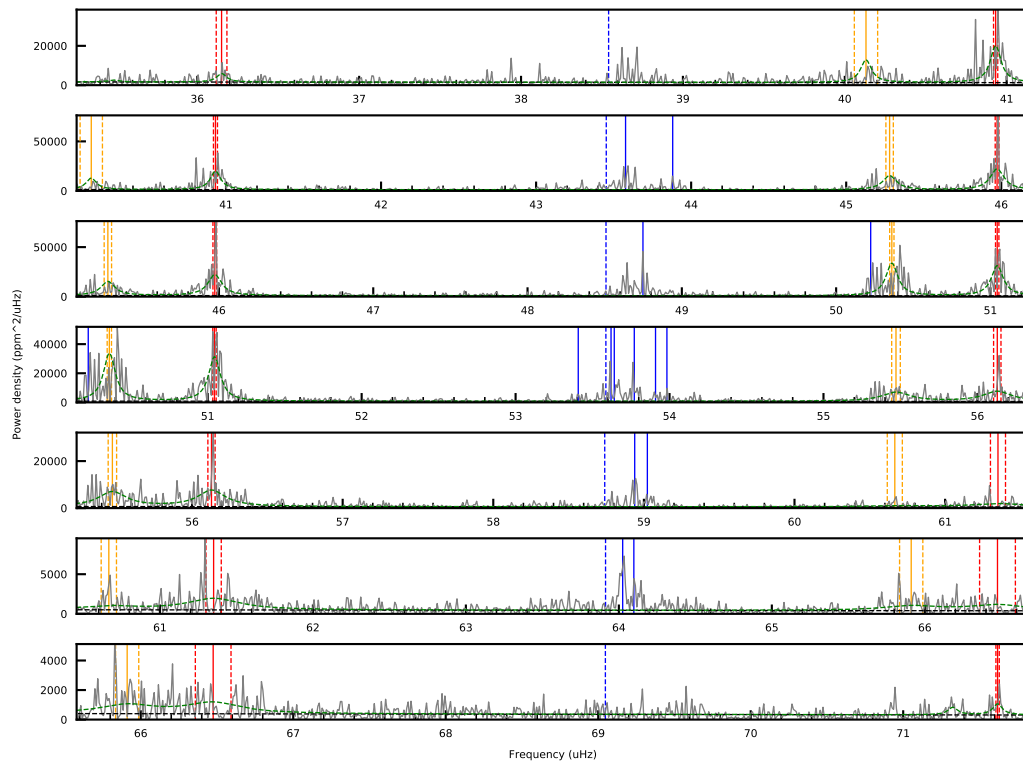 20000
0
36 37 38 39 40 41
50000
0
41 42 43 44 45 46
50000
0
46 47 48 49 50 51
40000
20000
0
51 52 53 54 55 56
20000
0
56 57 58 59 60 61
5000
0
61 62 63 64 65 66
4000
2000
0
66 67 68 69 70 71
Power density (ppm^2/uHz)
Frequency (uHz)